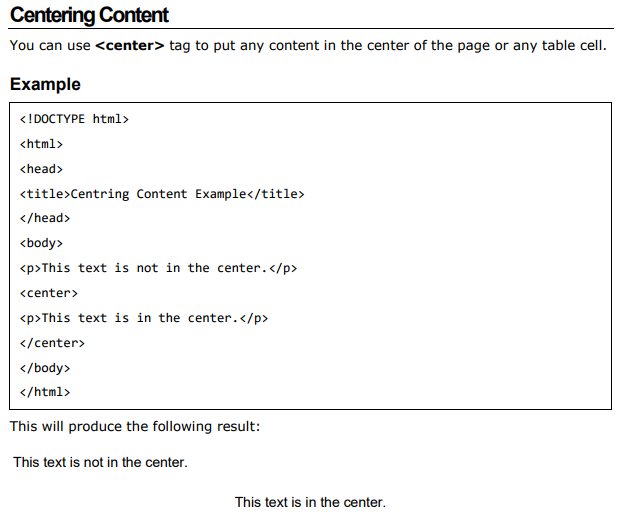 Centering Content
You can use <center> tag to put any content in the center of the page or any table cell.
Example
<!DOCTYPE html>
<html>
<head>
<title>Centring Content Example</title>
</head>
<body>
<p>This text is not in the center.</p>
<center>
<p>This text is in the center.</p>
</center>
</body>
</html>
This will produce the following result:
This text is not in the center.
This text is in the center.